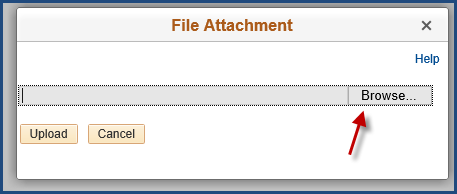 File Attachment ×
Help
Browse...
Upload Cancel